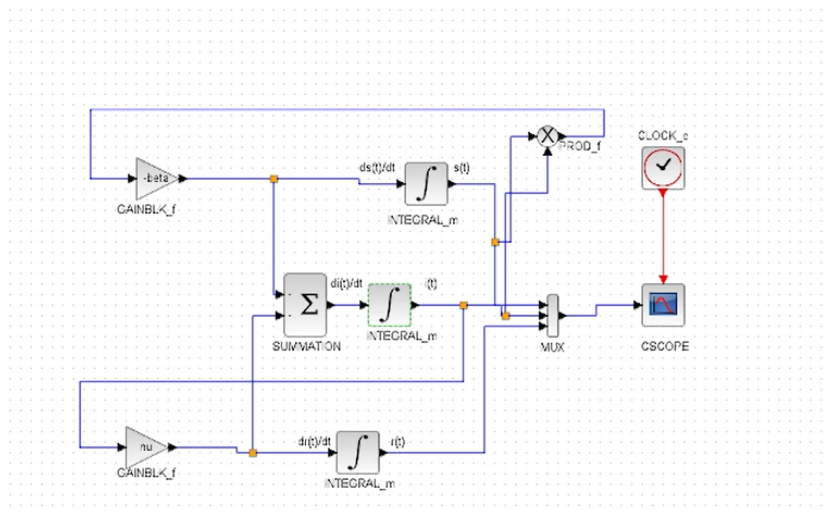 CLOCK_c
PROD_f
ds(t)/dt
s(t)
-beta
GAINBLK_f
INTEGRAL_m
di(t)/dt
i(t)
-
Σ
-
INTEGRAL_m
SUMMATION
MUX
CSCOPE
dr(t)/dt
r(t)
nu
GAINBLK_f
INTEGRAL_m